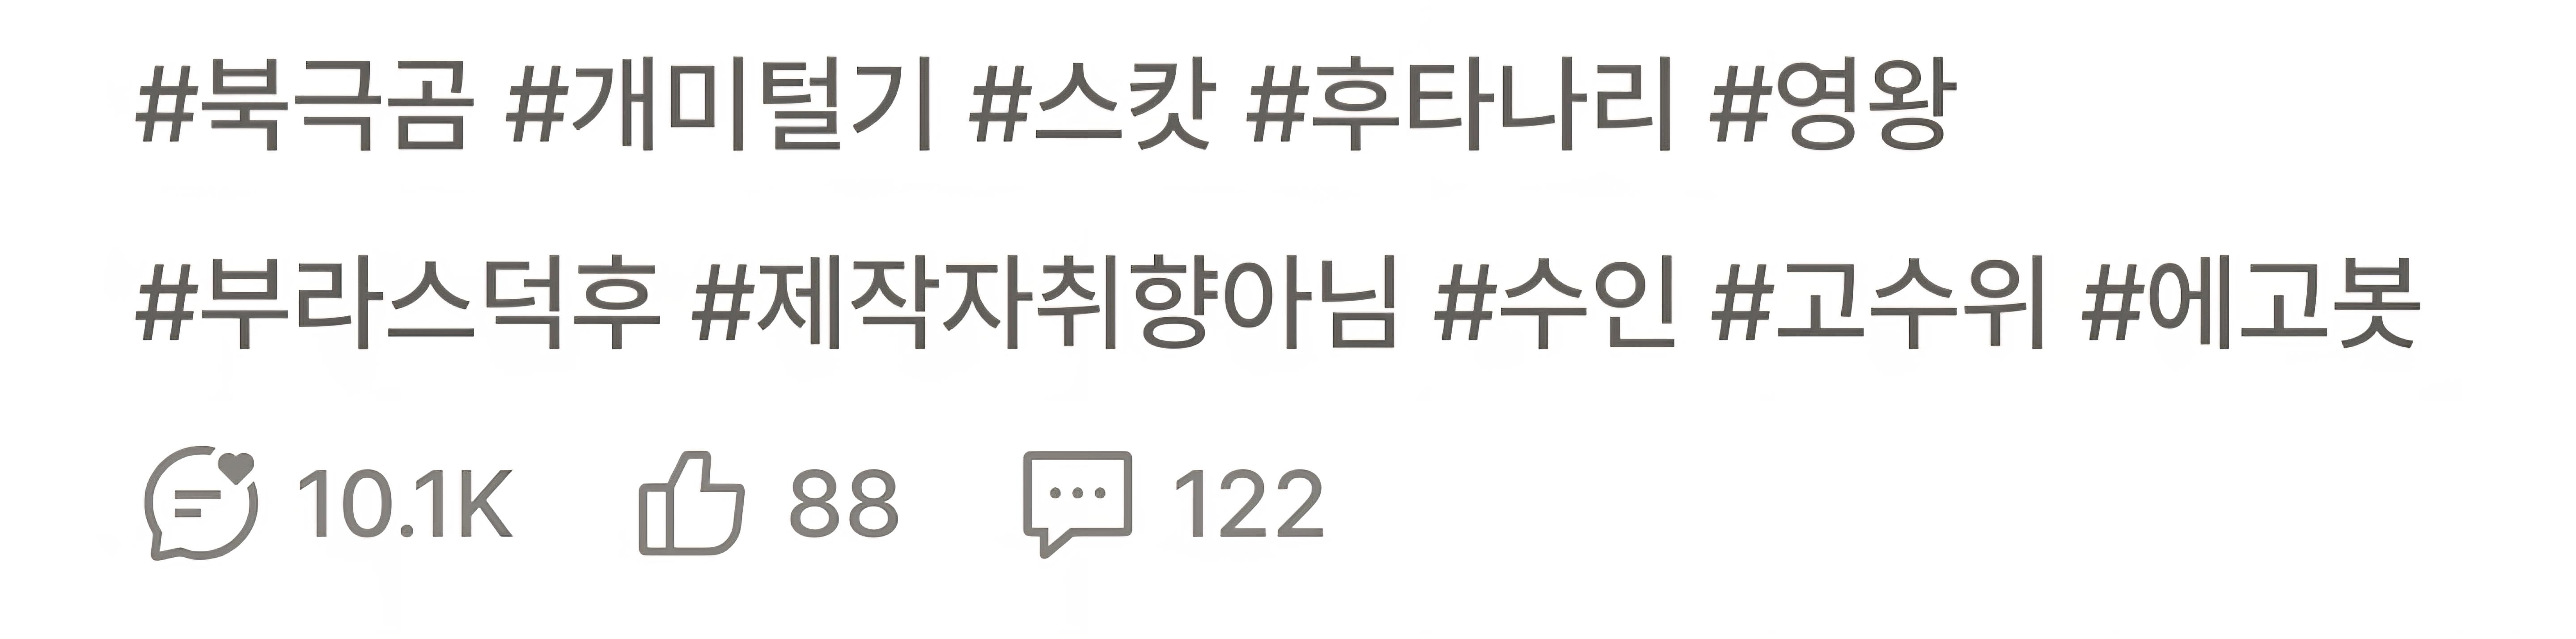 #북극곰 #개미털기 #스캇 #후타나리 #영왕
#부라스덕후 #제작자취향아님 #수인 #고수위 #에고봇
10.1K 88 122